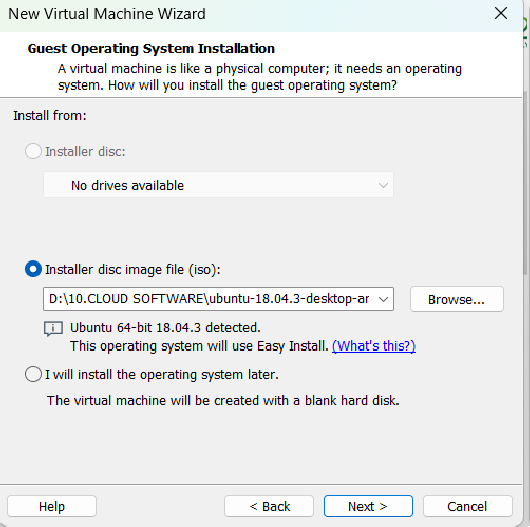 New Virtual Machine Wizard
Guest Operating System Installation
A virtual machine is like a physical computer; it needs an operating
system. How will you install the guest operating system?
Install from:
Installer disc:
No drives available
Installer disc image file (iso):
D:\10.CLOUD SOFTWARE\ubuntu-18.04.3-desktop-ar
Browse...
Ubuntu 64-bit 18.04.3 detected.
This operating system will use Easy Install. (What's this?)
I will install the operating system later.
The virtual machine will be created with a blank hard disk.
Help
< Back
Next >
Cancel